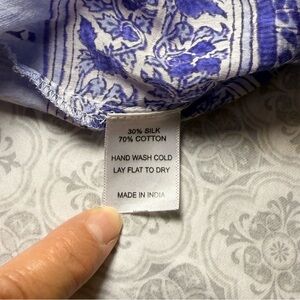 30% SILK
70% COTTON
HAND WASH COLD
LAY FLAT TO DRY
MADE IN INDIA